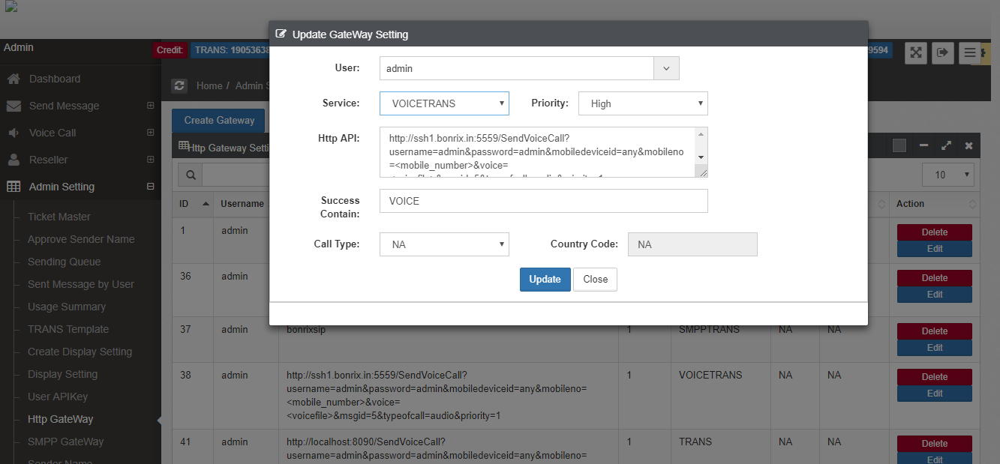 Update GateWay Setting
Admin
Credit:
TRANS: 19053638
9594
User:
admin
Home / Admin S
Service:
VOICETRANS
Priority:
High
Http API:
http://ssh1.bonrix.in:5559/SendVoiceCall?
username=admin&password=admin&mobiledeviceid=any&mobileno
=<mobile_number>&voice=
Success
Contain:
VOICE
Call Type:
NA
Country Code:
NA
Update
Close
Dashboard
Send Message
Voice Call
Reseller
Admin Setting
Ticket Master
Approve Sender Name
Sending Queue
Sent Message by User
Usage Summary
TRANS Template
Create Display Setting
Display Setting
User APIKey
Http GateWay
SMPP GateWay
Sender Name
Create Gateway
Http Gateway Setti
10
ID
Username
Action
1
admin
Delete
Edit
36
admin
Delete
Edit
37
admin
bonrixsip
1
SMPPTRANS
NA
NA
Delete
Edit
38
admin
http://ssh1.bonrix.in:5559/SendVoiceCall?
username=admin&password=admin&mobiledeviceid=any&mobileno=
<mobile_number>&voice=
<voicefile>&msgid=5&typeofcall=audio&priority=1
1
VOICETRANS
NA
NA
Delete
Edit
41
admin
http://localhost:8090/SendVoiceCall?
username=admin&password=admin&mobiledeviceid=any&mobileno=
1
TRANS
NA
NA
Delete
Edit